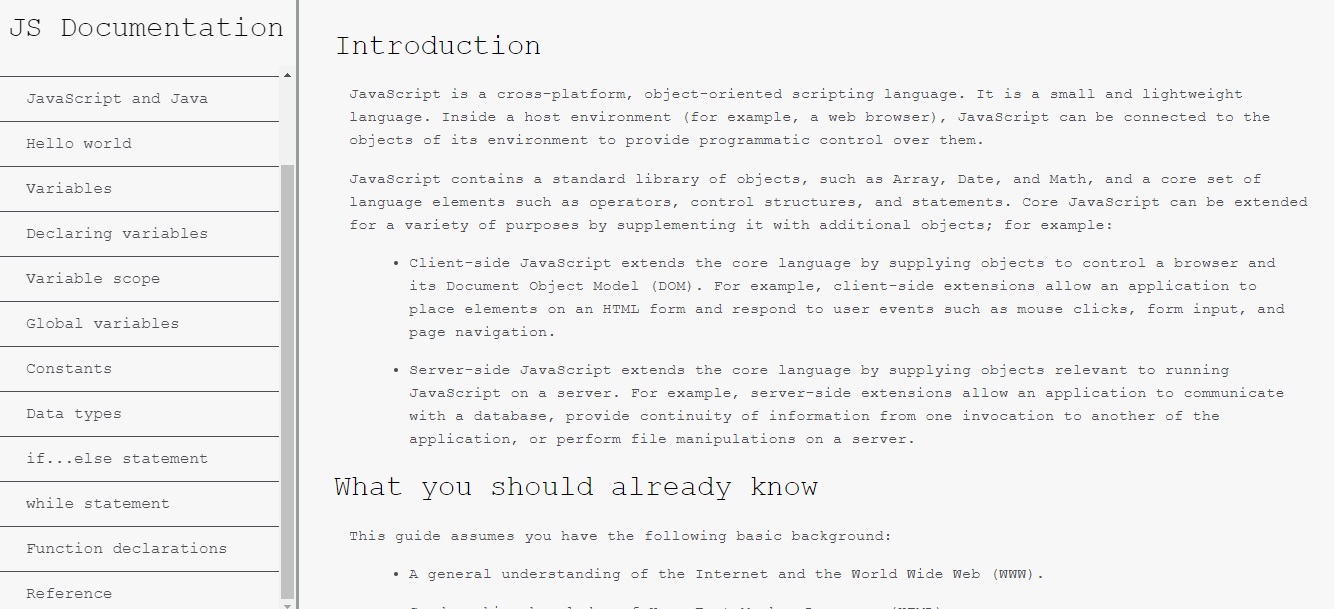 JS Documentation
JavaScript and Java
Hello world
Variables
Declaring variables
Variable scope
Global variables
Constants
Data types
if...else statement
while statement
Function declarations
Reference
Introduction
JavaScript is a cross-platform, object-oriented scripting language. It is a small and lightweight
language. Inside a host environment (for example, a web browser), JavaScript can be connected to the
objects of its environment to provide programmatic control over them.
JavaScript contains a standard library of objects, such as Array, Date, and Math, and a core set of
language elements such as operators, control structures, and statements. Core JavaScript can be extended
for a variety of purposes by supplementing it with additional objects; for example:
• Client-side JavaScript extends the core language by supplying objects to control a browser and
its Document Object Model (DOM). For example, client-side extensions allow an application to
place elements on an HTML form and respond to user events such as mouse clicks, form input, and
page navigation.
• Server-side JavaScript extends the core language by supplying objects relevant to running
JavaScript on a server. For example, server-side extensions allow an application to communicate
with a database, provide continuity of information from one invocation to another of the
application, or perform file manipulations on a server.
What you should already know
This guide assumes you have the following basic background:
• A general understanding of the Internet and the World Wide Web (WWW).